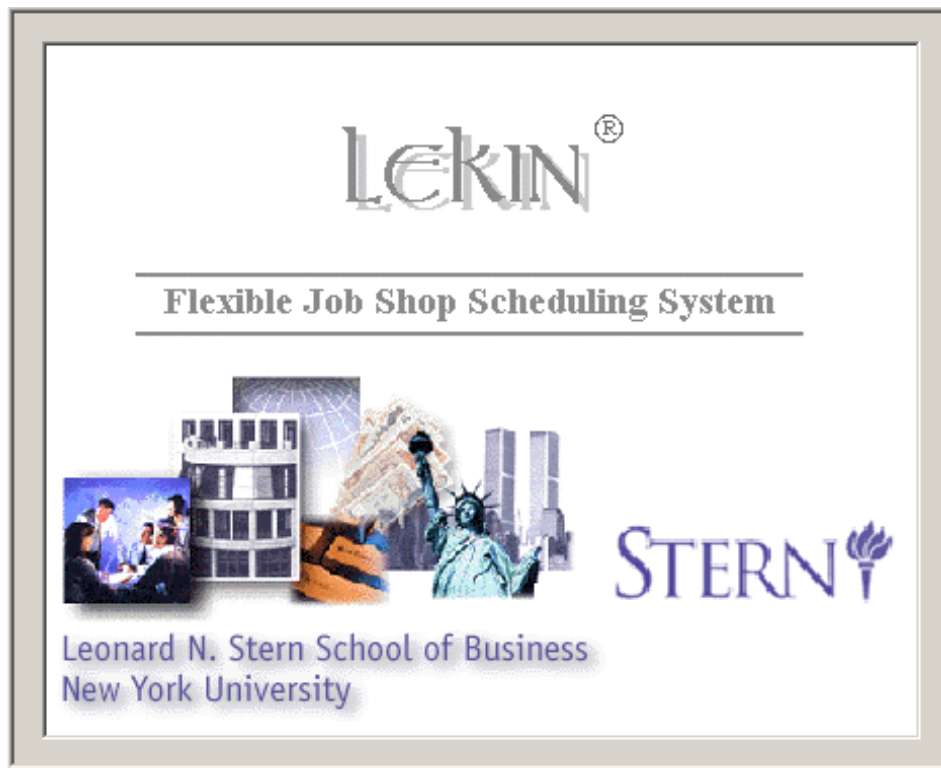 LEKIN®
Flexible Job Shop Scheduling System
STERN
Leonard N. Stern School of Business
New York University